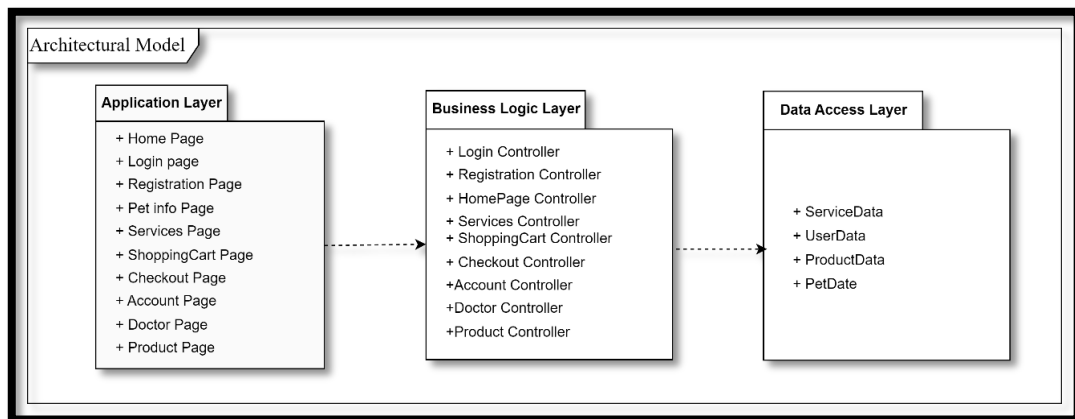 Architectural Model
Application Layer
+ Home Page
+ Login page
+ Registration Page
+ Pet info Page
+ Services Page
+ ShoppingCart Page
+ Checkout Page
+ Account Page
+ Doctor Page
+ Product Page
Business Logic Layer
+ Login Controller
+ Registration Controller
+ HomePage Controller
+ Services Controller
+ ShoppingCart Controller
+ Checkout Controller
+Account Controller
+Doctor Controller
+Product Controller
Data Access Layer
+ ServiceData
+ UserData
+ ProductData
+ PetDate